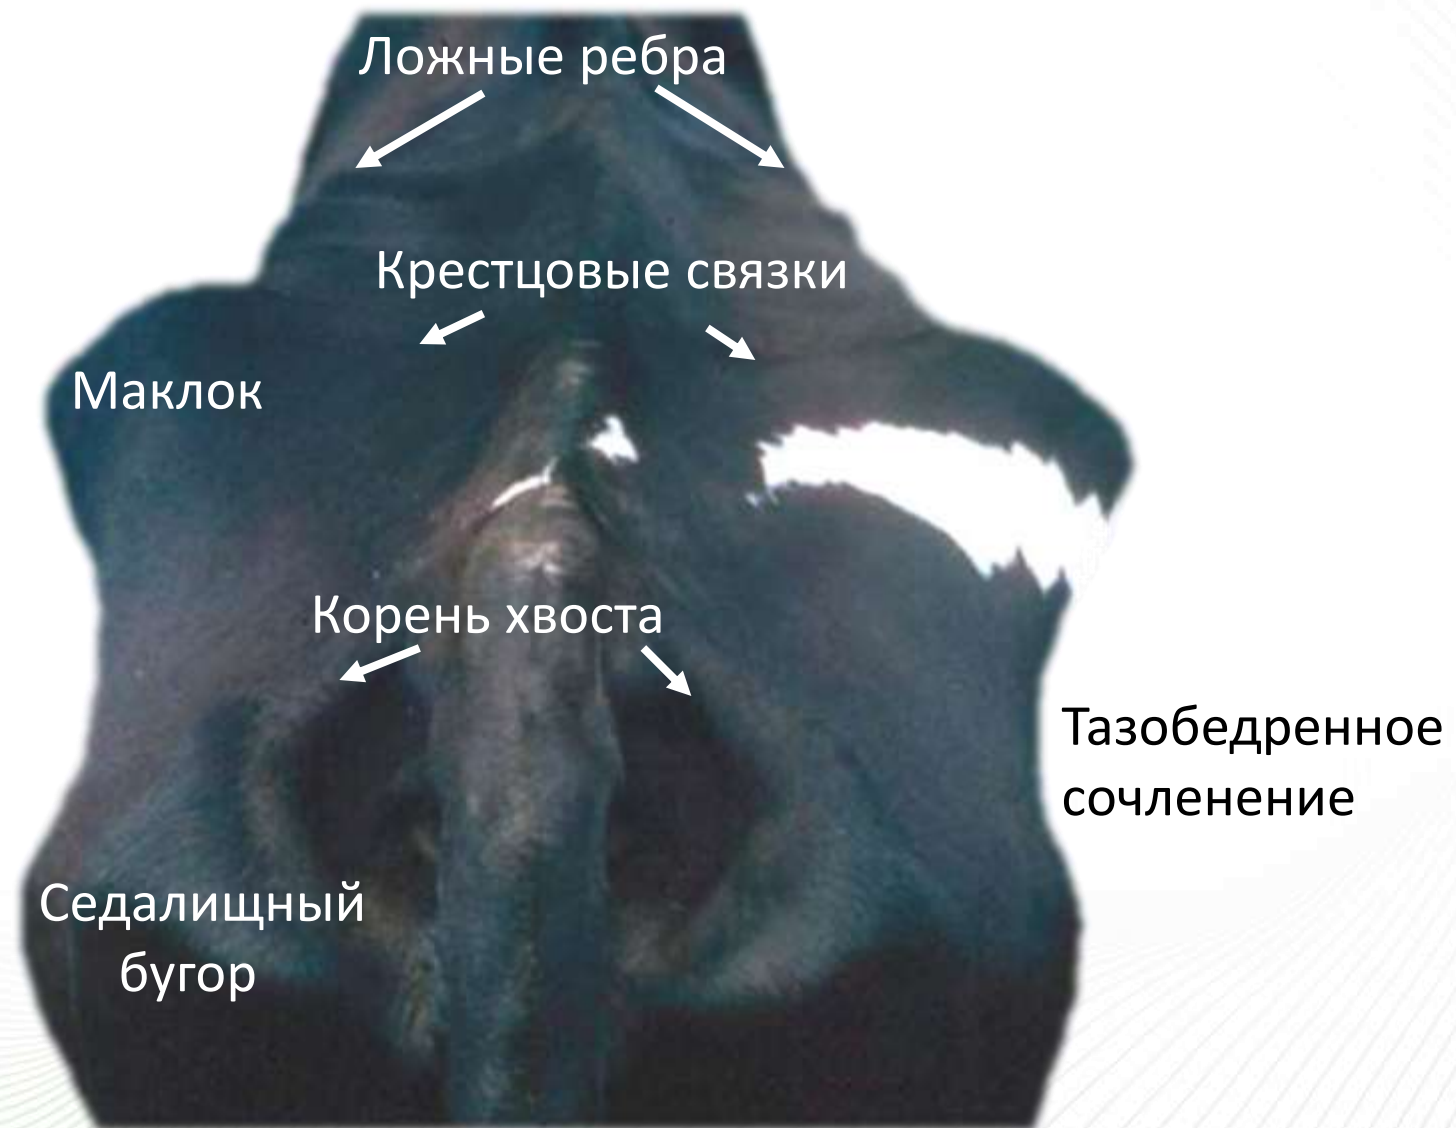 Ложные ребра
Крестцовые связки
Маклок
Корень хвоста
Тазобедренное
сочленение
Седалищный
бугор